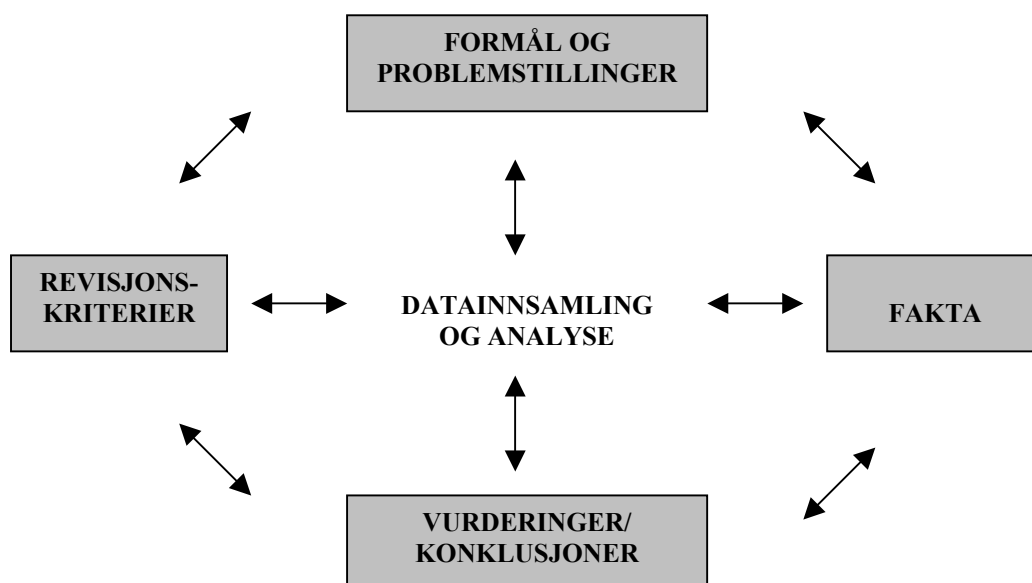 FORMÅL OG
PROBLEMSTILLINGER
REVISJONS-
KRITERIER
DATAINNSAMLING
OG ANALYSE
FAKTA
VURDERINGER/
KONKLUSJONER